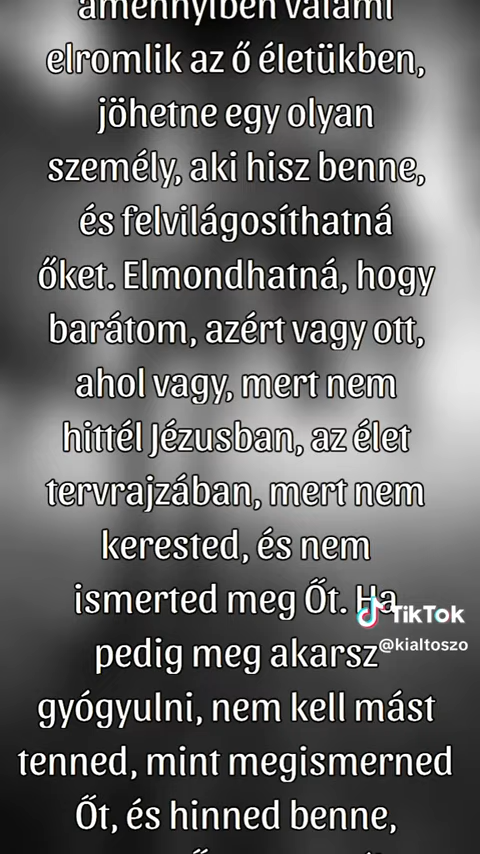 amennyiben valami
elromlik az ő életükben,
jöhetne egy olyan
személy, aki hisz benne,
és felvilágosíthatná
őket. Elmondhatná, hogy
barátom, azért vagy ott,
ahol vagy, mert nem
hittél Jézusban, az élet
tervrajzában, mert nem
kerested, és nem
ismerted meg Őt. Ha
TikTok
@kialtoszo
pedig meg akarsz
gyógyulni, nem kell mást
tenned, mint megismerned
Őt, és hinned benne,